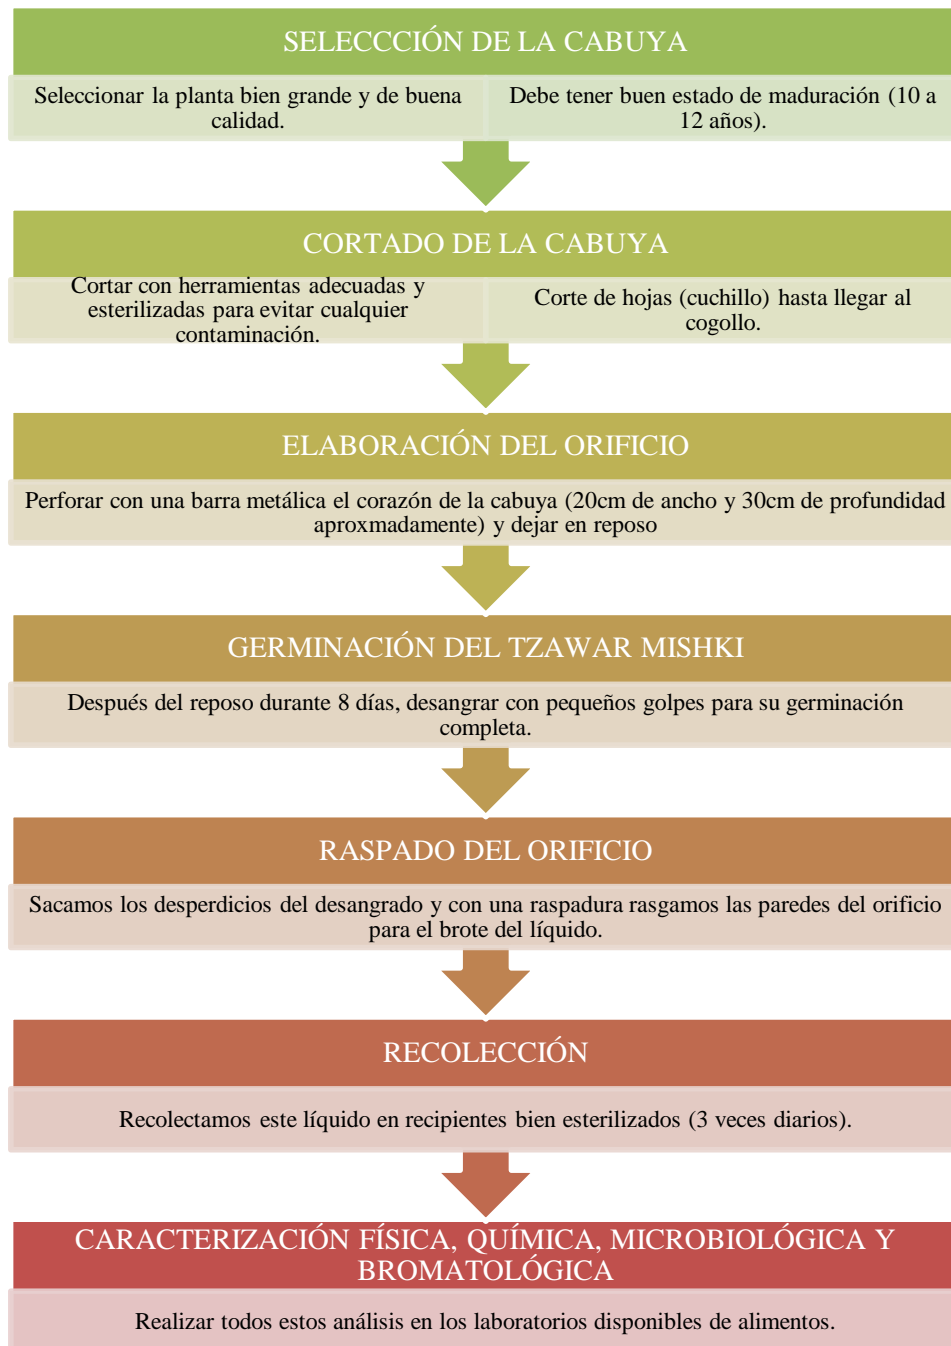 SELECCCIÓN DE LA CABUYA
Seleccionar la planta bien grande y de buena
calidad.
Debe tener buen estado de maduración (10 a
12 años).
CORTADO DE LA CABUYA
Cortar con herramientas adecuadas y
esterilizadas para evitar cualquier
contaminación.
Corte de hojas (cuchillo) hasta llegar al
cogollo.
ELABORACIÓN DEL ORIFICIO
Perforar con una barra metálica el corazón de la cabuya (20cm de ancho y 30cm de profundidad
aproxmadamente) y dejar en reposo
GERMINACIÓN DEL TZAWAR MISHKI
Después del reposo durante 8 días, desangrar con pequeños golpes para su germinación
completa.
RASPADO DEL ORIFICIO
Sacamos los desperdicios del desangrado y con una raspadura rasgamos las paredes del orificio
para el brote del líquido.
RECOLECCIÓN
Recolectamos este líquido en recipientes bien esterilizados (3 veces diarios).
CARACTERIZACIÓN FÍSICA, QUÍMICA, MICROBIOLÓGICA Y
BROMATOLÓGICA
Realizar todos estos análisis en los laboratorios disponibles de alimentos.